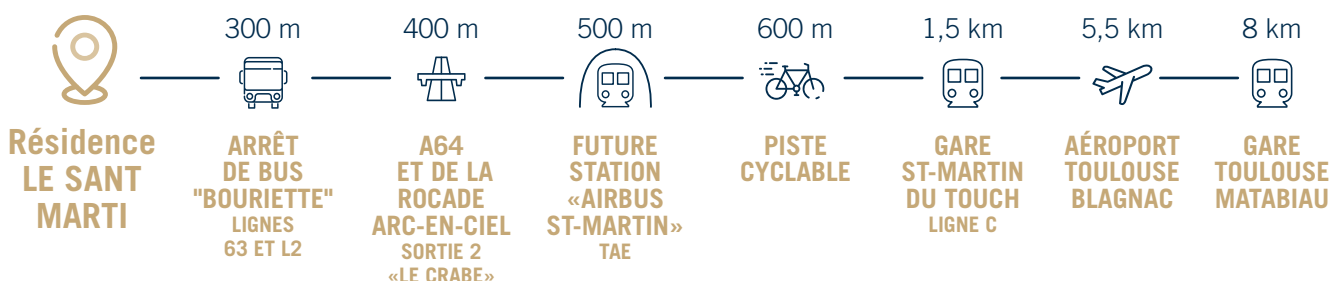 Résidence
LE SANT
MARTI
300 m
ARRÊT
DE BUS
"BOURIETTE"
LIGNES
63 ET L2
400 m
A64
ET DE LA
ROCADE
ARC-EN-CIEL
SORTIE 2
«LE CRABE»
500 m
FUTURE
STATION
«AIRBUS
ST-MARTIN»
TAE
600 m
PISTE
CYCLABLE
1,5 km
GARE
ST-MARTIN
DU TOUCH
LIGNE C
5,5 km
AÉROPORT
TOULOUSE
BLAGNAC
8 km
GARE
TOULOUSE
MATABIAU